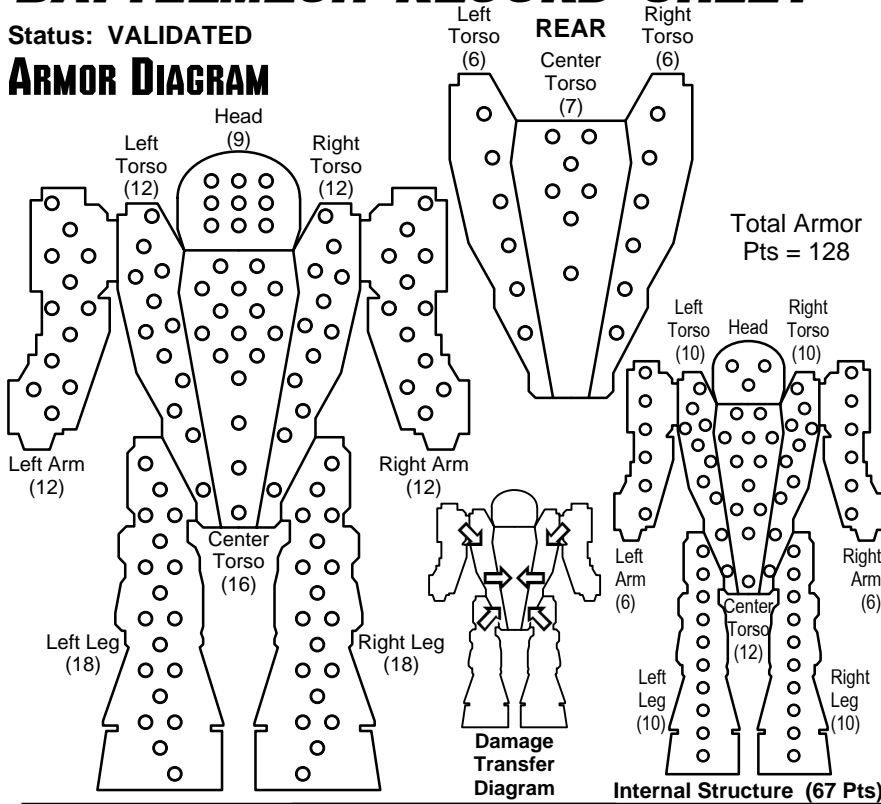 Status: VALIDATED
ARMOR DIAGRAM
Head
(9)
Left
Torso
(12)
Right
Torso
(12)
Left Arm
(12)
Right Arm
(12)
Center
Torso
(16)
Left Leg
(18)
Right Leg
(18)
REAR
Left
Torso
(6)
Center
Torso
(7)
Right
Torso
(6)
Total Armor
Pts = 128
Left
Torso
(10)
Head
Right
Torso
(10)
Left
Arm
(6)
Right
Arm
(6)
Center
Torso
(12)
Left
Leg
(10)
Right
Leg
(10)
Damage
Transfer
Diagram
Internal Structure (67 Pts)